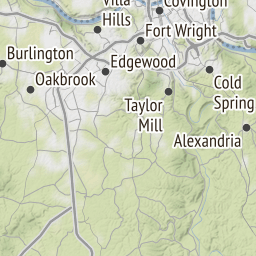 Villa
Hills
Covington
Fort Wright
Burlington
Edgewood
Oakbrook
Cold
Spring
Taylor
Mill
Alexandria